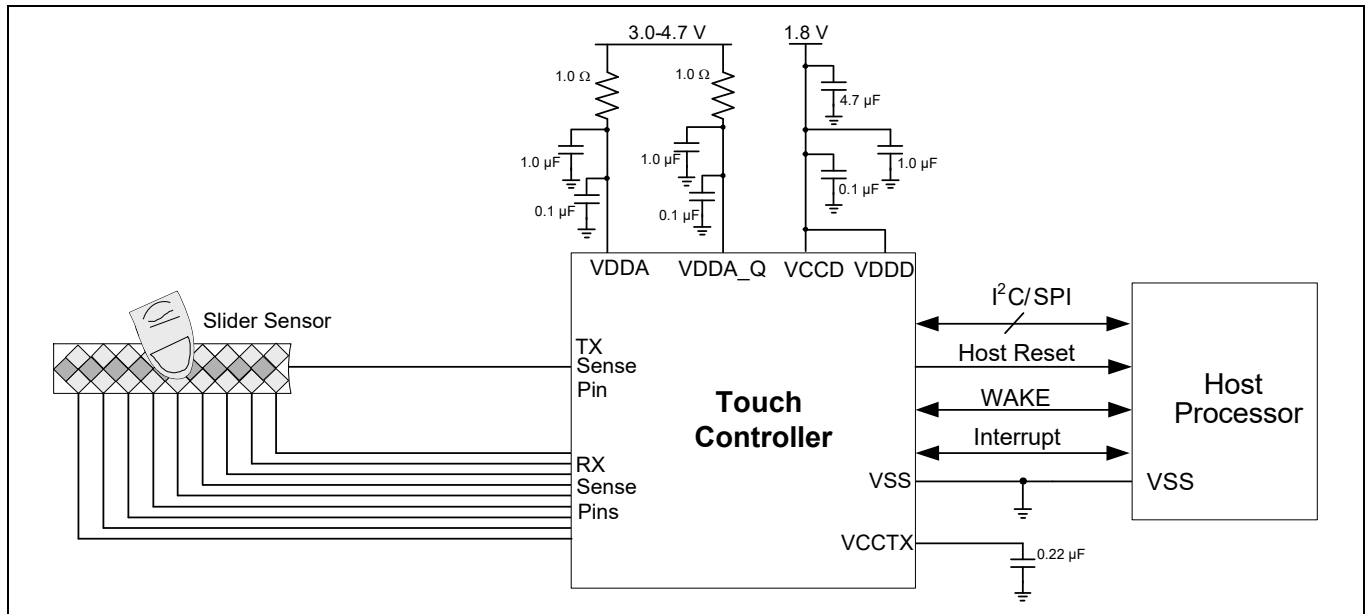 3.0-4.7 V
1.8 V
1.0 Ω
1.0 Ω
4.7 µF
1.0 µF
1.0 µF
1.0 µF
0.1 µF
0.1 µF
0.1 µF
VDDA
VDDA_Q
VCCD
VDDD
Slider Sensor
TX
Sense
Pin
RX
Sense
Pins
Touch
Controller
I²C/SPI
Host Reset
WAKE
Interrupt
VSS
VCCTX
0.22 µF
Host
Processor
VSS